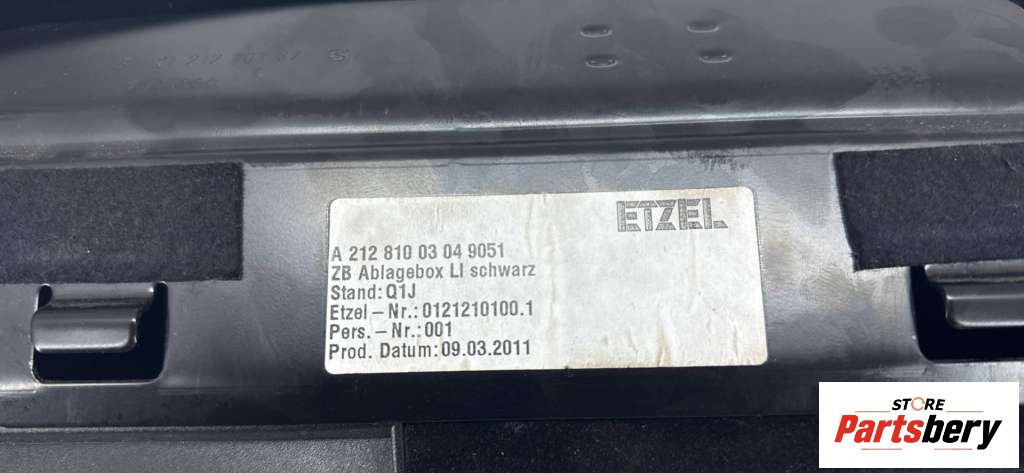 ETZEL
A 212 810 03 04 9051
ZB Ablagebox LI schwarz
Stand: Q1J
Etzel – Nr.: 0121210100.1
Pers. – Nr.: 001
Prod. Datum: 09.03.2011
STORE
Partsbery